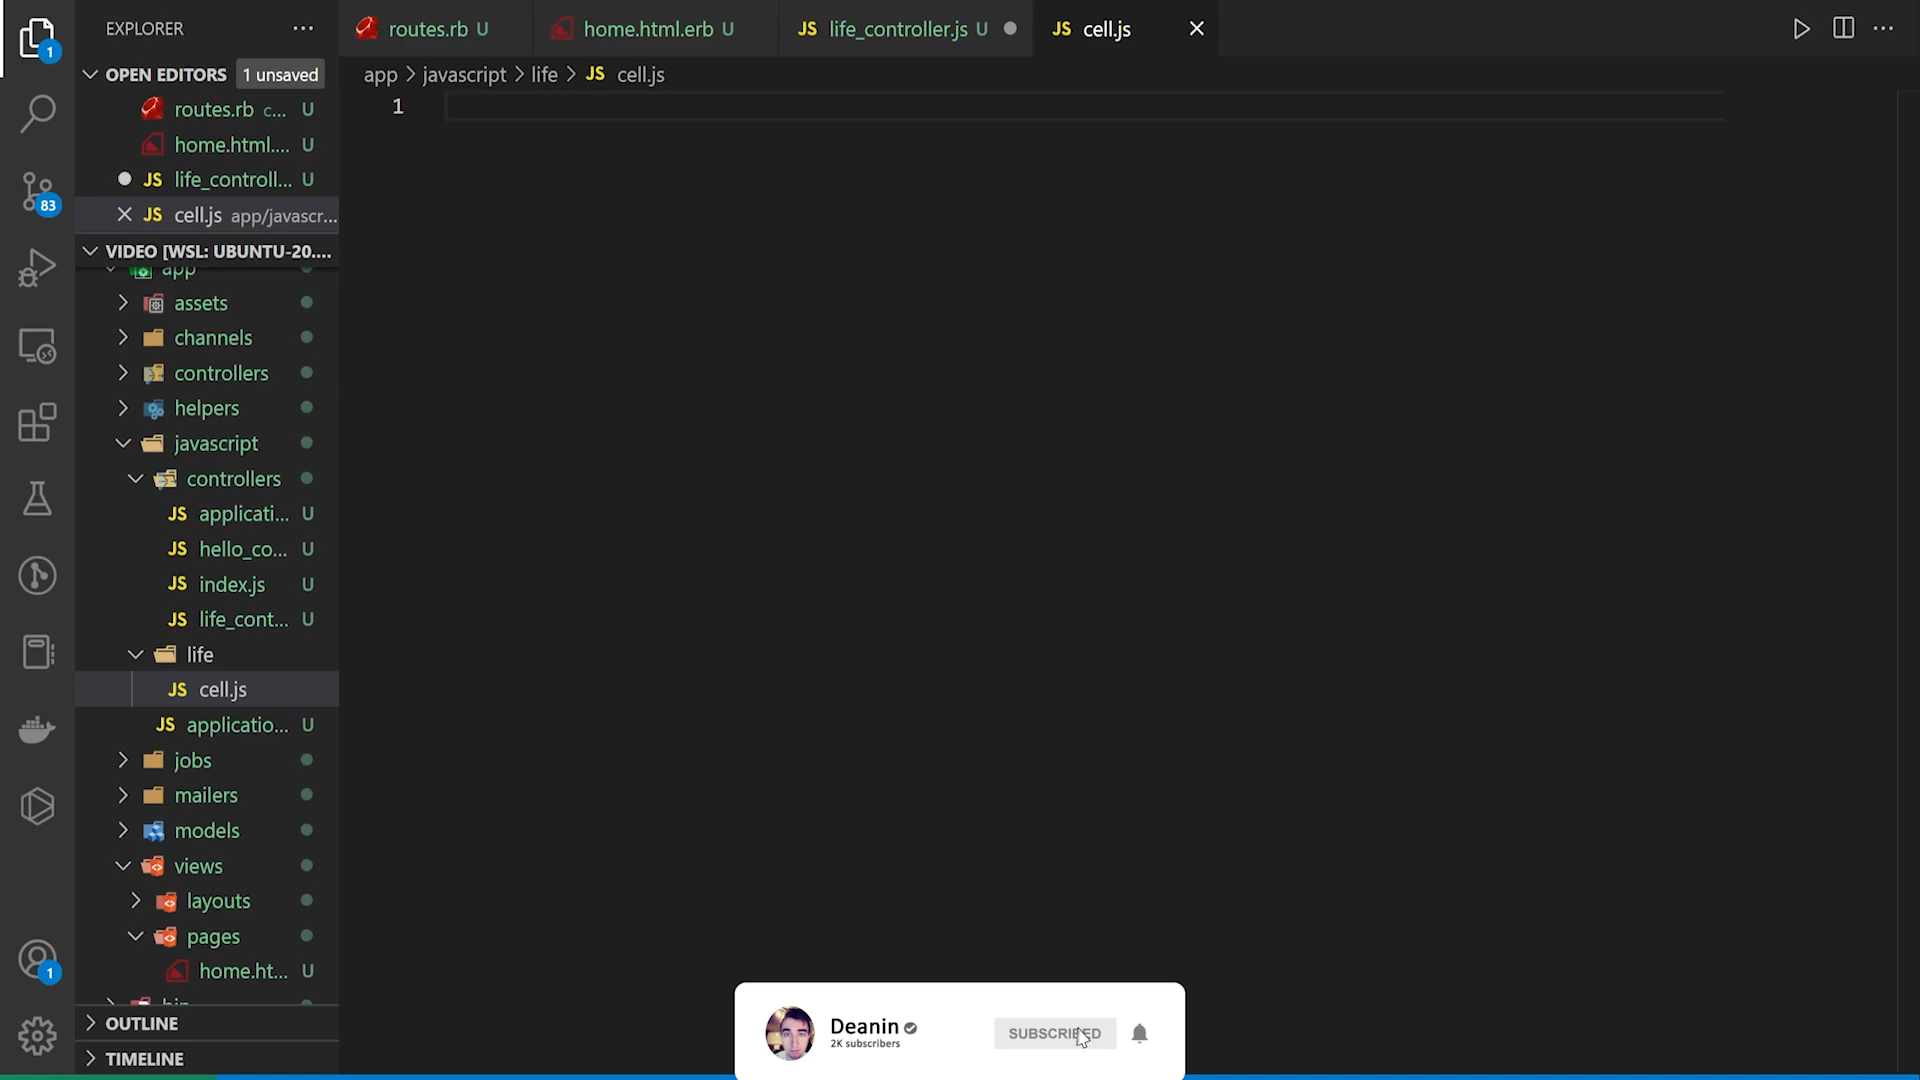 EXPLORER
routes.rb U
home.html.erb U
JS life_controller.js U
JS cell.js
OPEN EDITORS 1 unsaved
app > javascript > life > JS cell.js
1
routes.rb c... U
home.html.... U
JS life_controll... U
JS cell.js app/javascr...
VIDEO [WSL: UBUNTU-20....
app
assets
channels
controllers
helpers
javascript
controllers
JS applicati... U
JS hello_co... U
JS index.js U
JS life_cont... U
life
JS cell.js
JS applicatio... U
jobs
mailers
models
views
layouts
pages
home.ht... U
bin
OUTLINE
TIMELINE
1
83
1
Deanin
2K subscribers
SUBSCRIBED